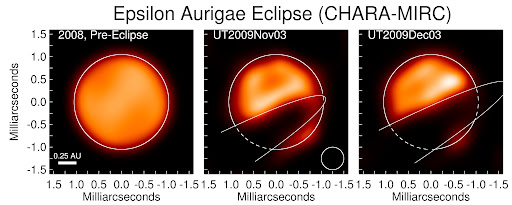 Epsilon Aurigae Eclipse (CHARA-MIRC)
2008, Pre-Eclipse
UT2009Nov03
UT2009Dec03
Milliarcseconds
1.5
1.0
0.5
0.0
-0.5
-1.0
-1.5
0.25 AU
1.5 1.0 0.5 0.0 -0.5 -1.0 -1.5
1.5 1.0 0.5 0.0 -0.5 -1.0 -1.5
1.5 1.0 0.5 0.0 -0.5 -1.0 -1.5
Milliarcseconds
Milliarcseconds
Milliarcseconds